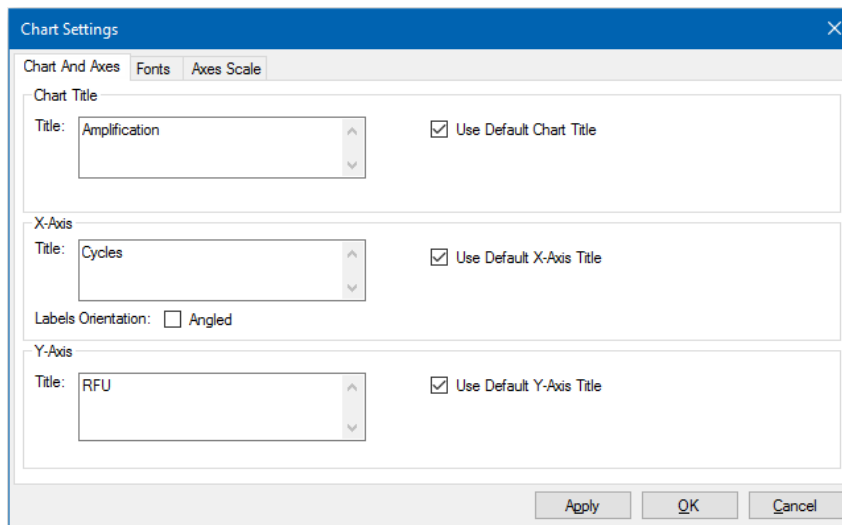 Chart Settings
Chart And Axes Fonts Axes Scale
Chart Title
Title: Amplification Use Default Chart Title
X-Axis
Title: Cycles Use Default X-Axis Title
Labels Orientation: Angled
Y-Axis
Title: RFU Use Default Y-Axis Title
Apply OK Cancel